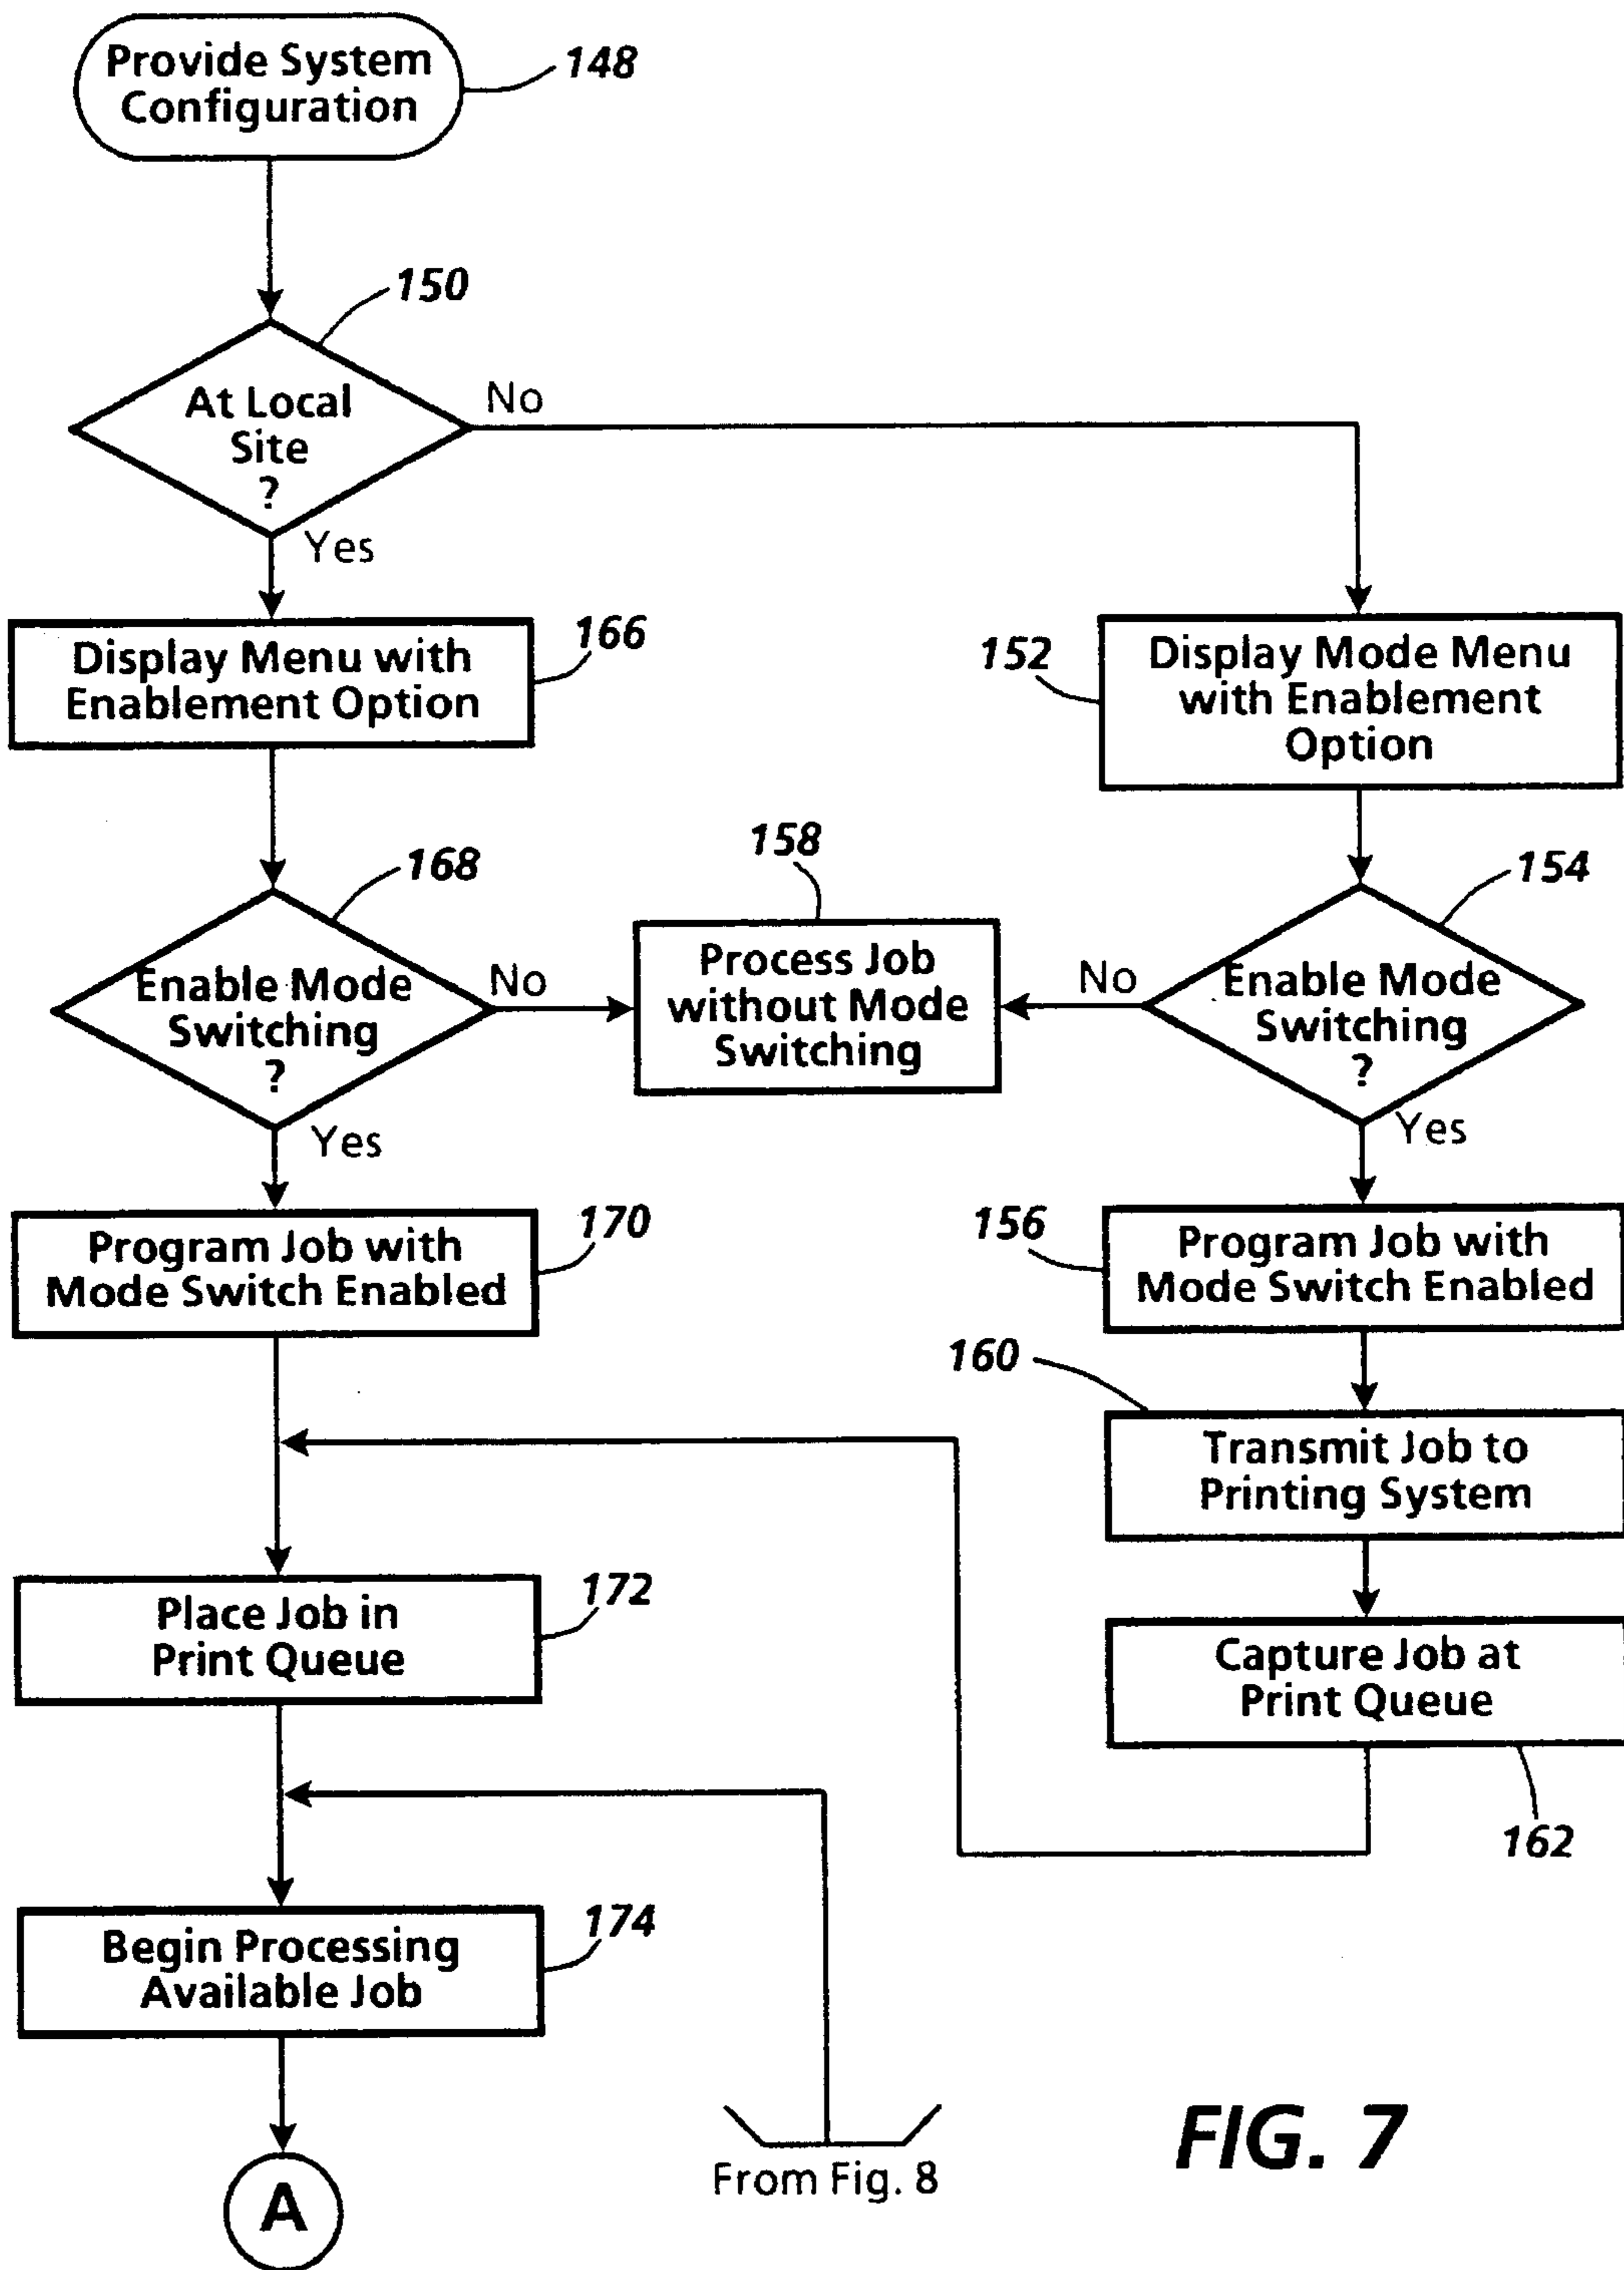 Provide System
Configuration
148
150
At Local
Site
?
No
Yes
Display Menu with
Enablement Option
166
152
Display Mode Menu
with Enablement
Option
168
Enable Mode
Switching
?
No
Yes
158
Process Job
without Mode
Switching
154
No
Enable Mode
Switching
?
Yes
Program Job with
Mode Switch Enabled
170
156
Program Job with
Mode Switch Enabled
160
Transmit Job to
Printing System
Place Job in
Print Queue
172
Capture Job at
Print Queue
162
Begin Processing
Available Job
174
A
From Fig. 8
FIG. 7